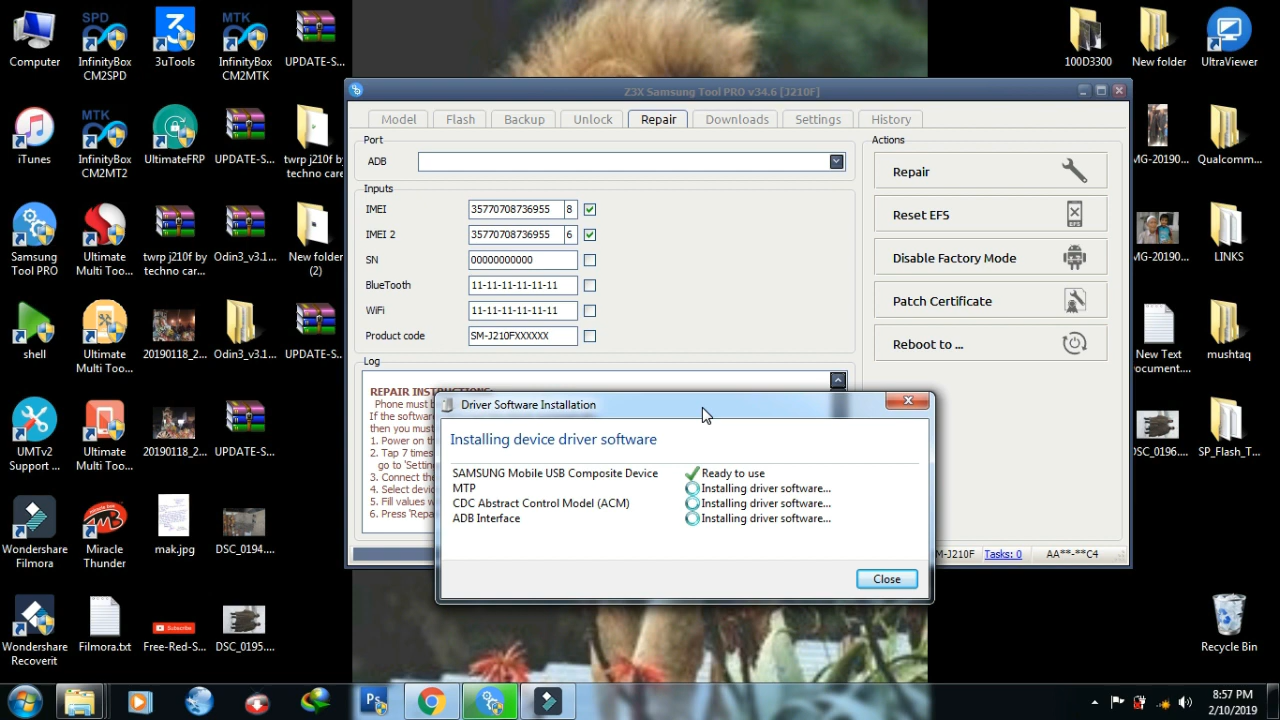 Computer
InfinityBox CM2SPD
3uTools
InfinityBox CM2MTK
UPDATE-S...
iTunes
InfinityBox CM2MT2
UltimateFRP
UPDATE-S...
twrp j210f by techno care
Samsung Tool PRO
Ultimate Multi Too...
twrp j210f by techno car...
Odin3_v3.1...
New folder (2)
shell
Ultimate Multi Too...
20190118_2...
Odin3_v3.1...
UPDATE-S...
UMTv2 Support ...
Ultimate Multi Too...
20190118_2...
UPDATE-S...
Wondershare Filmora
Miracle Thunder
mak.jpg
DSC_0194....
Wondershare Recoverit
Filmora.txt
Free-Red-S...
DSC_0195....
SPD
MTK
MTK
Subscribe
Z3X Samsung Tool PRO v34.6 [J210F]
Model
Flash
Backup
Unlock
Repair
Downloads
Settings
History
Port
ADB
Inputs
IMEI 35770708736955 8
IMEI 2 35770708736955 6
SN 00000000000
BlueTooth 11-11-11-11-11-11
WiFi 11-11-11-11-11-11
Product code SM-J210FXXXXXX
Actions
Repair
Reset EFS
EFS
Disable Factory Mode
Patch Certificate
Reboot to ...
Log
REPAIR INSTRUCTIONS:
Phone must b
If the softwar
then you must
1. Power on th
2. Tap 7 times
go to 'Setting
3. Connect the
4. Select devic
5. Fill values w
6. Press 'Repa
M-J210F
Tasks: 0
AA**-**C4
Driver Software Installation
Installing device driver software
SAMSUNG Mobile USB Composite Device Ready to use
MTP Installing driver software...
CDC Abstract Control Model (ACM) Installing driver software...
ADB Interface Installing driver software...
Close
100D3300
New folder
UltraViewer
MG-20190...
Qualcomm...
MG-20190...
LINKS
New Text
ocument...
mushtaq
DSC_0196....
SP_Flash_T...
Recycle Bin
Ps
8:57 PM
2/10/2019